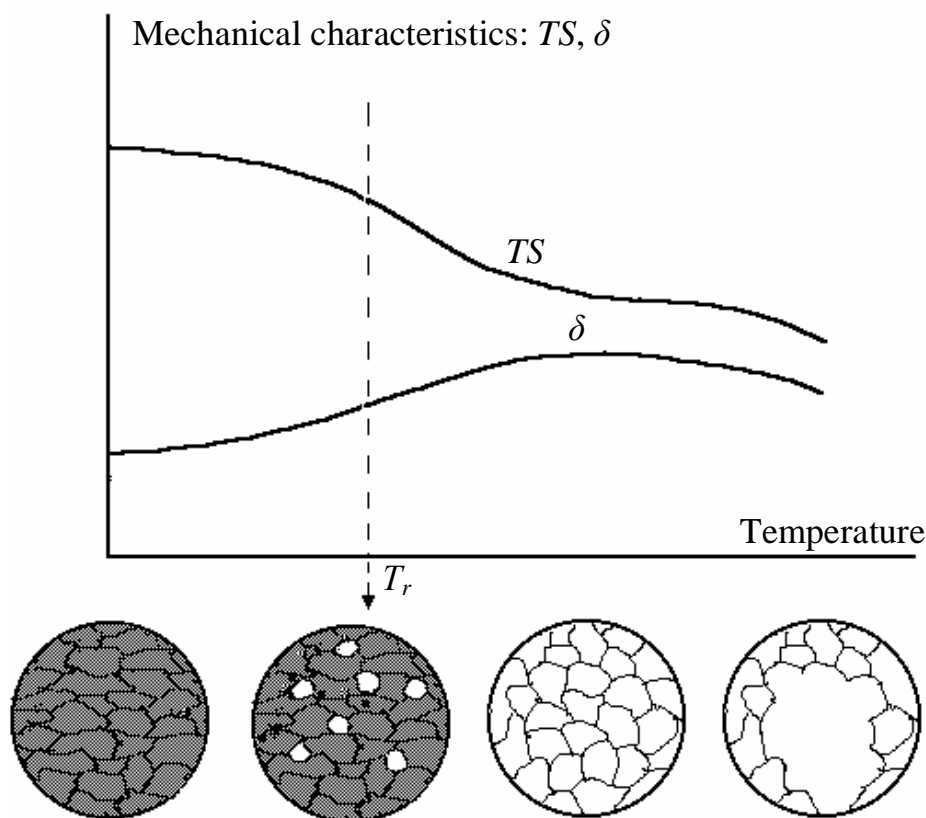 Mechanical characteristics: TS, δ
TS
δ
Temperature
T_r